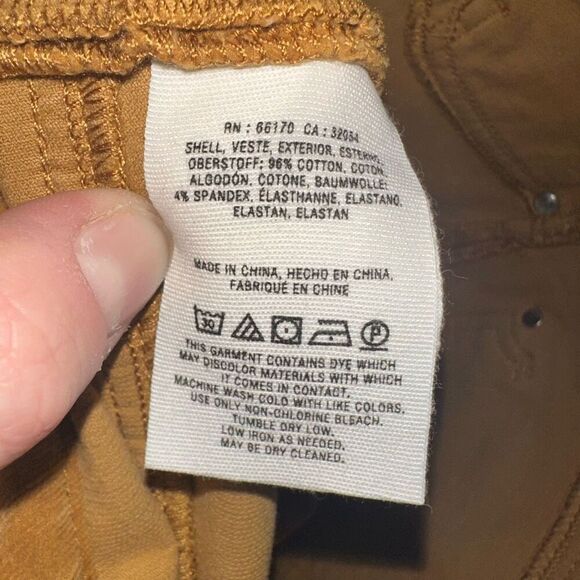 RN : 66170 CA : 32054
SHELL, VESTE, EXTERIOR, ESTERNO,
OBERSTOFF: 96% COTTON, COTON,
ALGODÓN, COTONE, BAUMWOLLE;
4% SPANDEX, ÉLASTHANNE, ELASTANO,
ELASTAN, ELASTAN
MADE IN CHINA, HECHO EN CHINA,
FABRIQUÉ EN CHINE
30 P
THIS GARMENT CONTAINS DYE WHICH
MAY DISCOLOR MATERIALS WITH WHICH
IT COMES IN CONTACT.
MACHINE WASH COLD WITH LIKE COLORS.
USE ONLY NON-CHLORINE BLEACH.
TUMBLE DRY LOW.
LOW IRON AS NEEDED.
MAY BE DRY CLEANED.